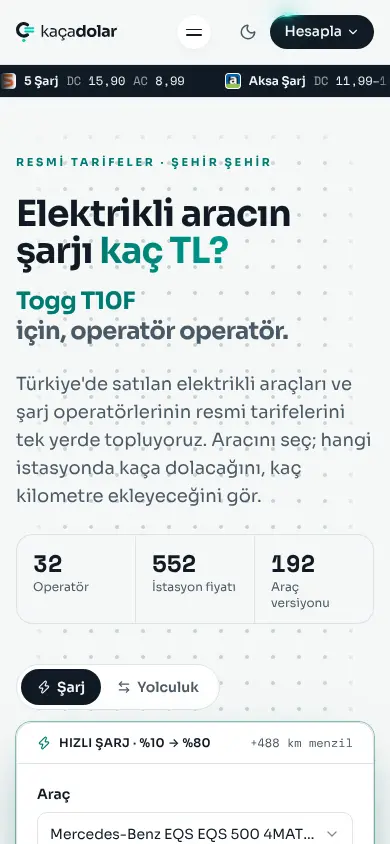 kaçadolar
Hesapla
5 Şarj DC 15,90 AC 8,99 Aksa Şarj DC 11,99-1
RESMİ TARİFELER · ŞEHİR ŞEHİR
Elektrikli aracın
şarjı kaç TL?
Togg T10F
için, operatör operatör.
Türkiye'de satılan elektrikli araçları ve
şarj operatörlerinin resmi tarifelerini
tek yerde topluyoruz. Aracını seç; hangi
istasyonda kaça dolacağını, kaç
kilometre ekleyeceğini gör.
32 552 192
Operatör İstasyon fiyatı Araç
versiyonu
Şarj Yolculuk
HIZLI ŞARJ · %10 → %80 +488 km menzil
Araç
Mercedes-Benz EQS EQS 500 4MAT...